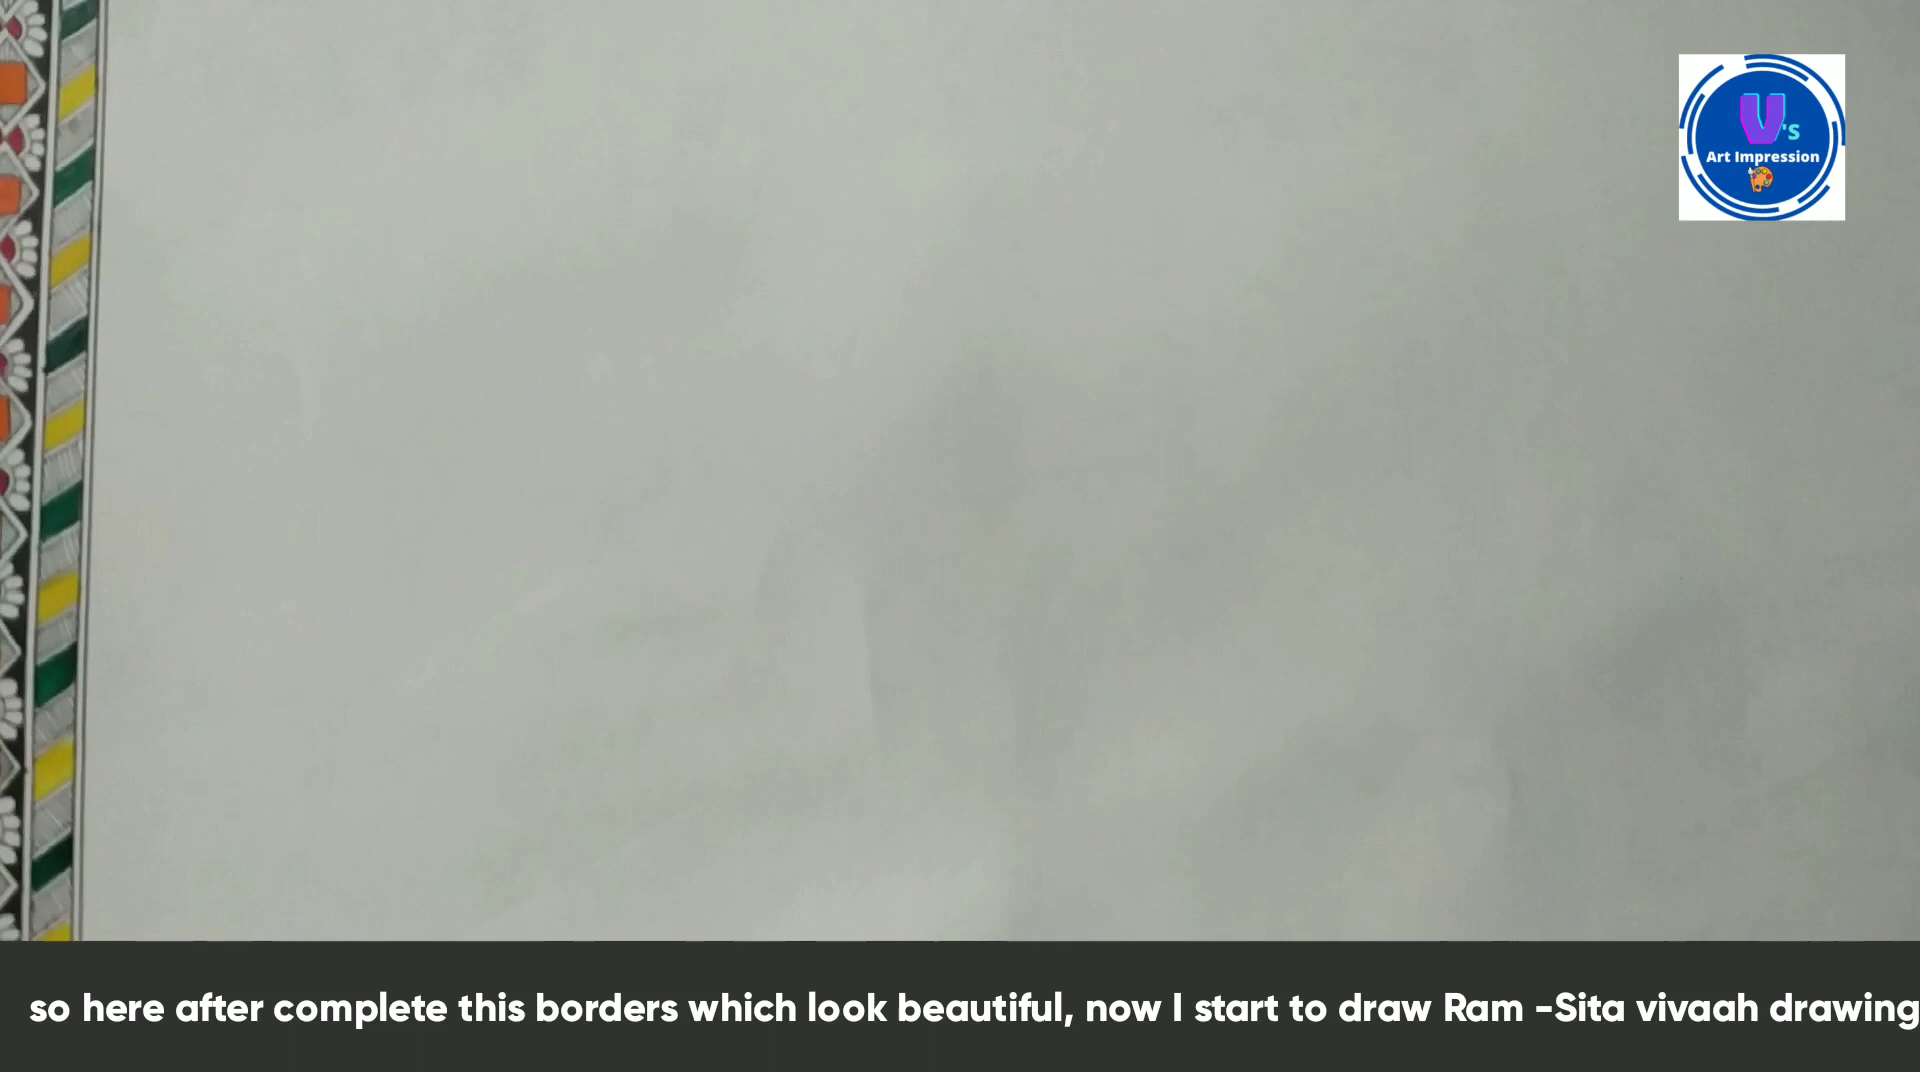 U's
Art Impression
so here after complete this borders which look beautiful, now I start to draw Ram -Sita vivaah drawing